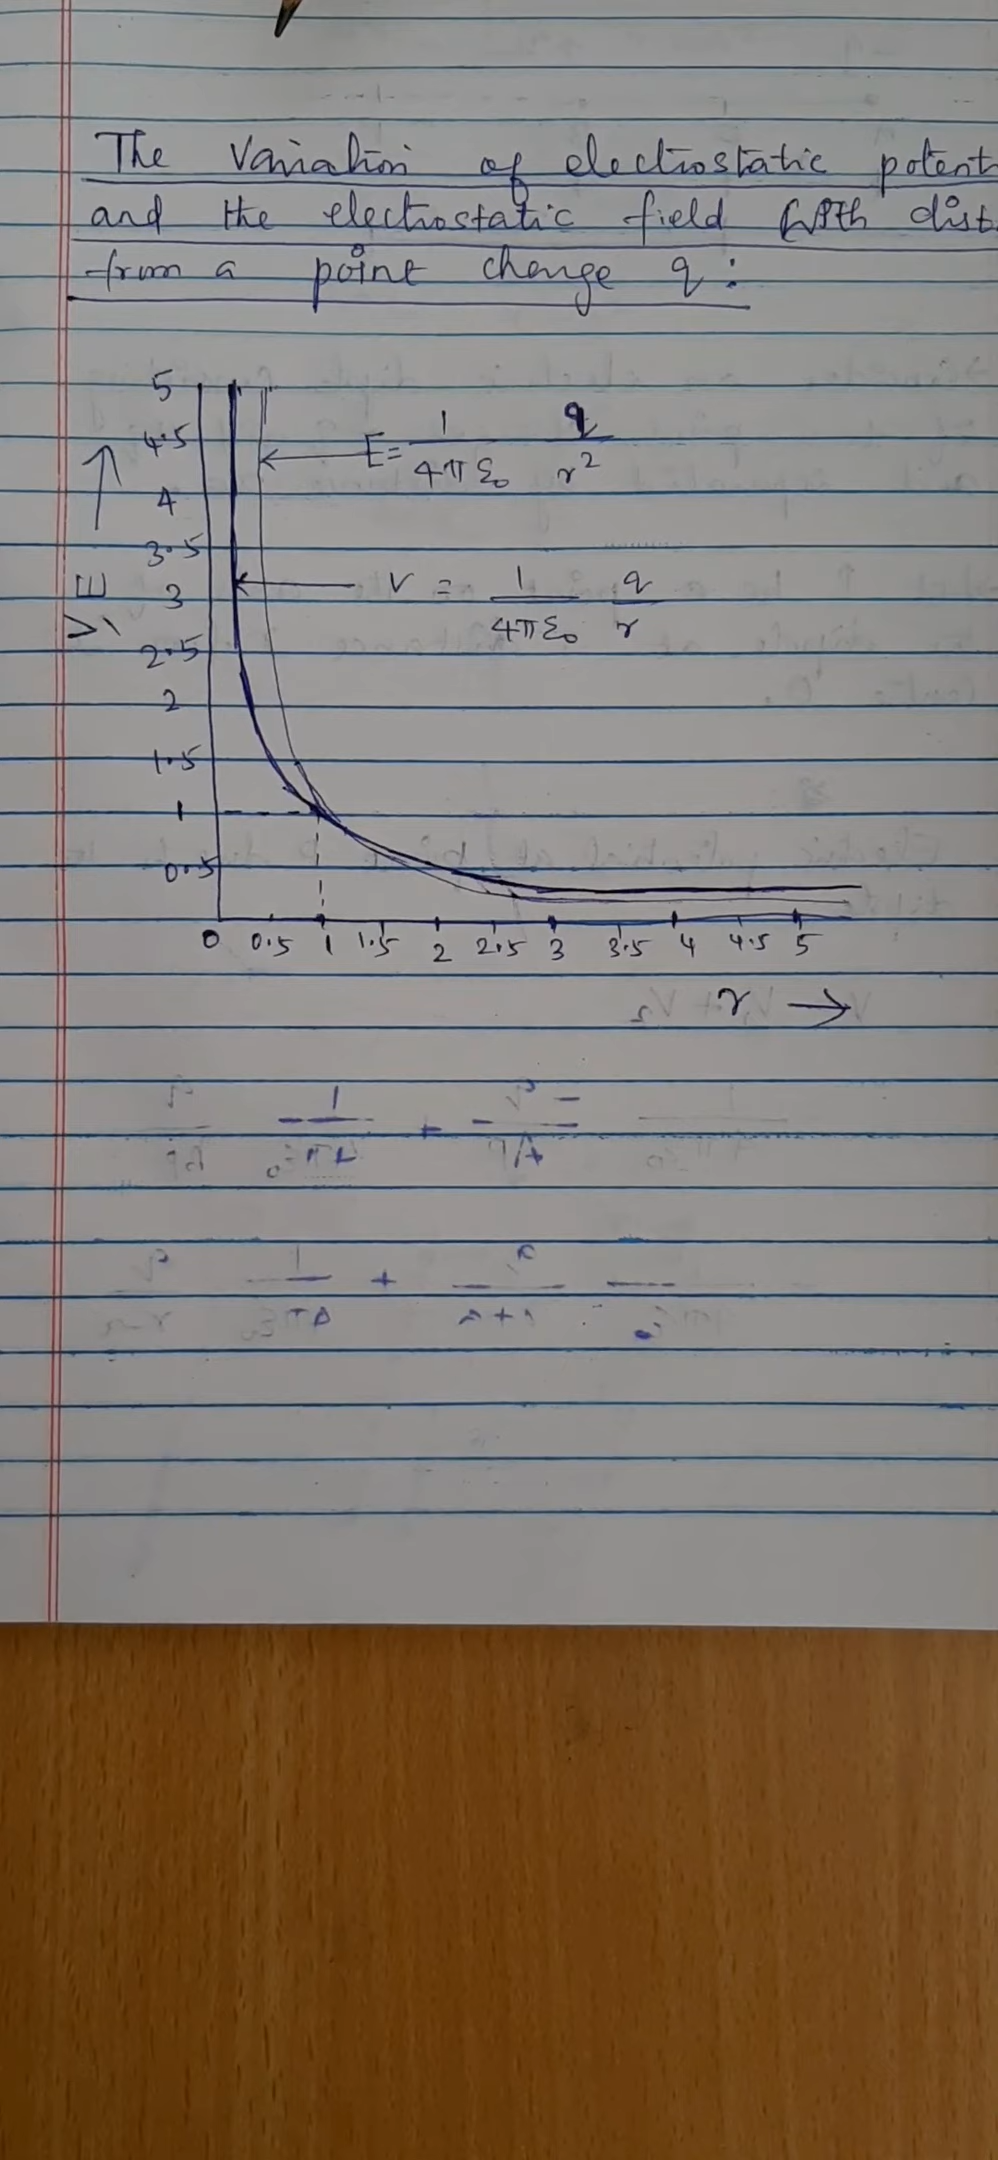 The variation of electrostatic potent
and the electrostatic field with dist
from a point charge q:
5
4.5
4
3.5
3
2.5
2
1.5
1
0.5
V, E
E = 1/4πε₀ q/r²
V = 1/4πε₀ q/r
0 0.5 1 1.5 2 2.5 3 3.5 4 4.5 5
r →